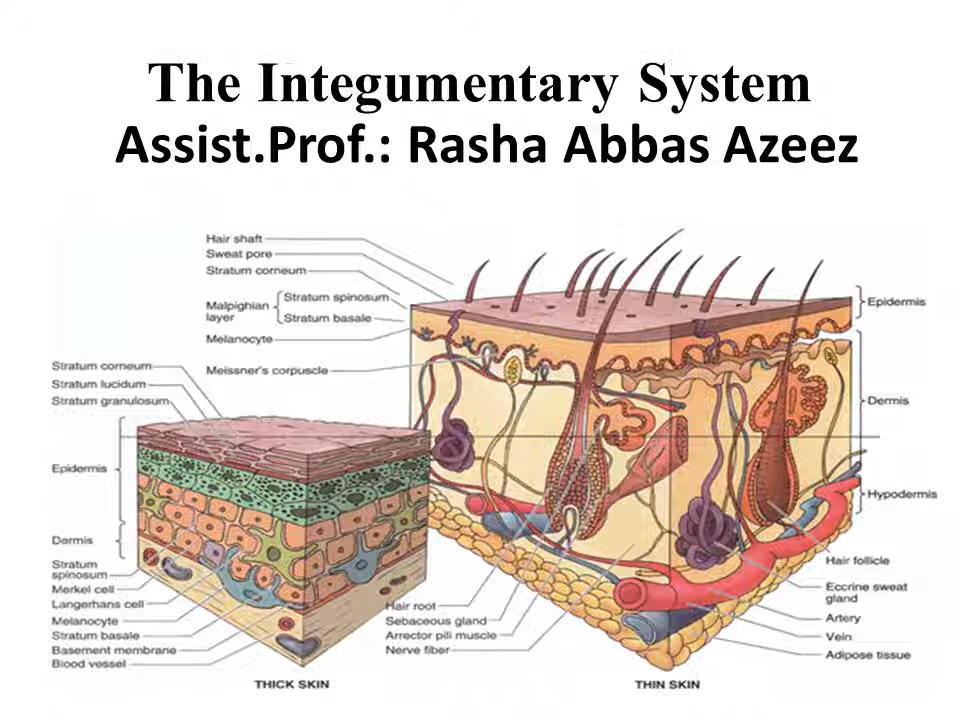 The Integumentary System
Assist.Prof.: Rasha Abbas Azeez
Hair shaft
Sweat pore
Stratum corneum
Malpighian
layer
Stratum spinosum
Stratum basale
Melanocyte
Meissner's corpuscle
Stratum corneum
Stratum lucidum
Stratum granulosum
Epidermis
Dermis
Stratum
spinosum
Merkel cell
Langerhans cell
Melanocyte
Stratum basale
Basement membrane
Blood vessel
Hair root
Sebaceous gland
Arrector pili muscle
Nerve fiber
Epidermis
Dermis
Hypodermis
Hair follicle
Eccrine sweat
gland
Artery
Vein
Adipose tissue
THICK SKIN
THIN SKIN